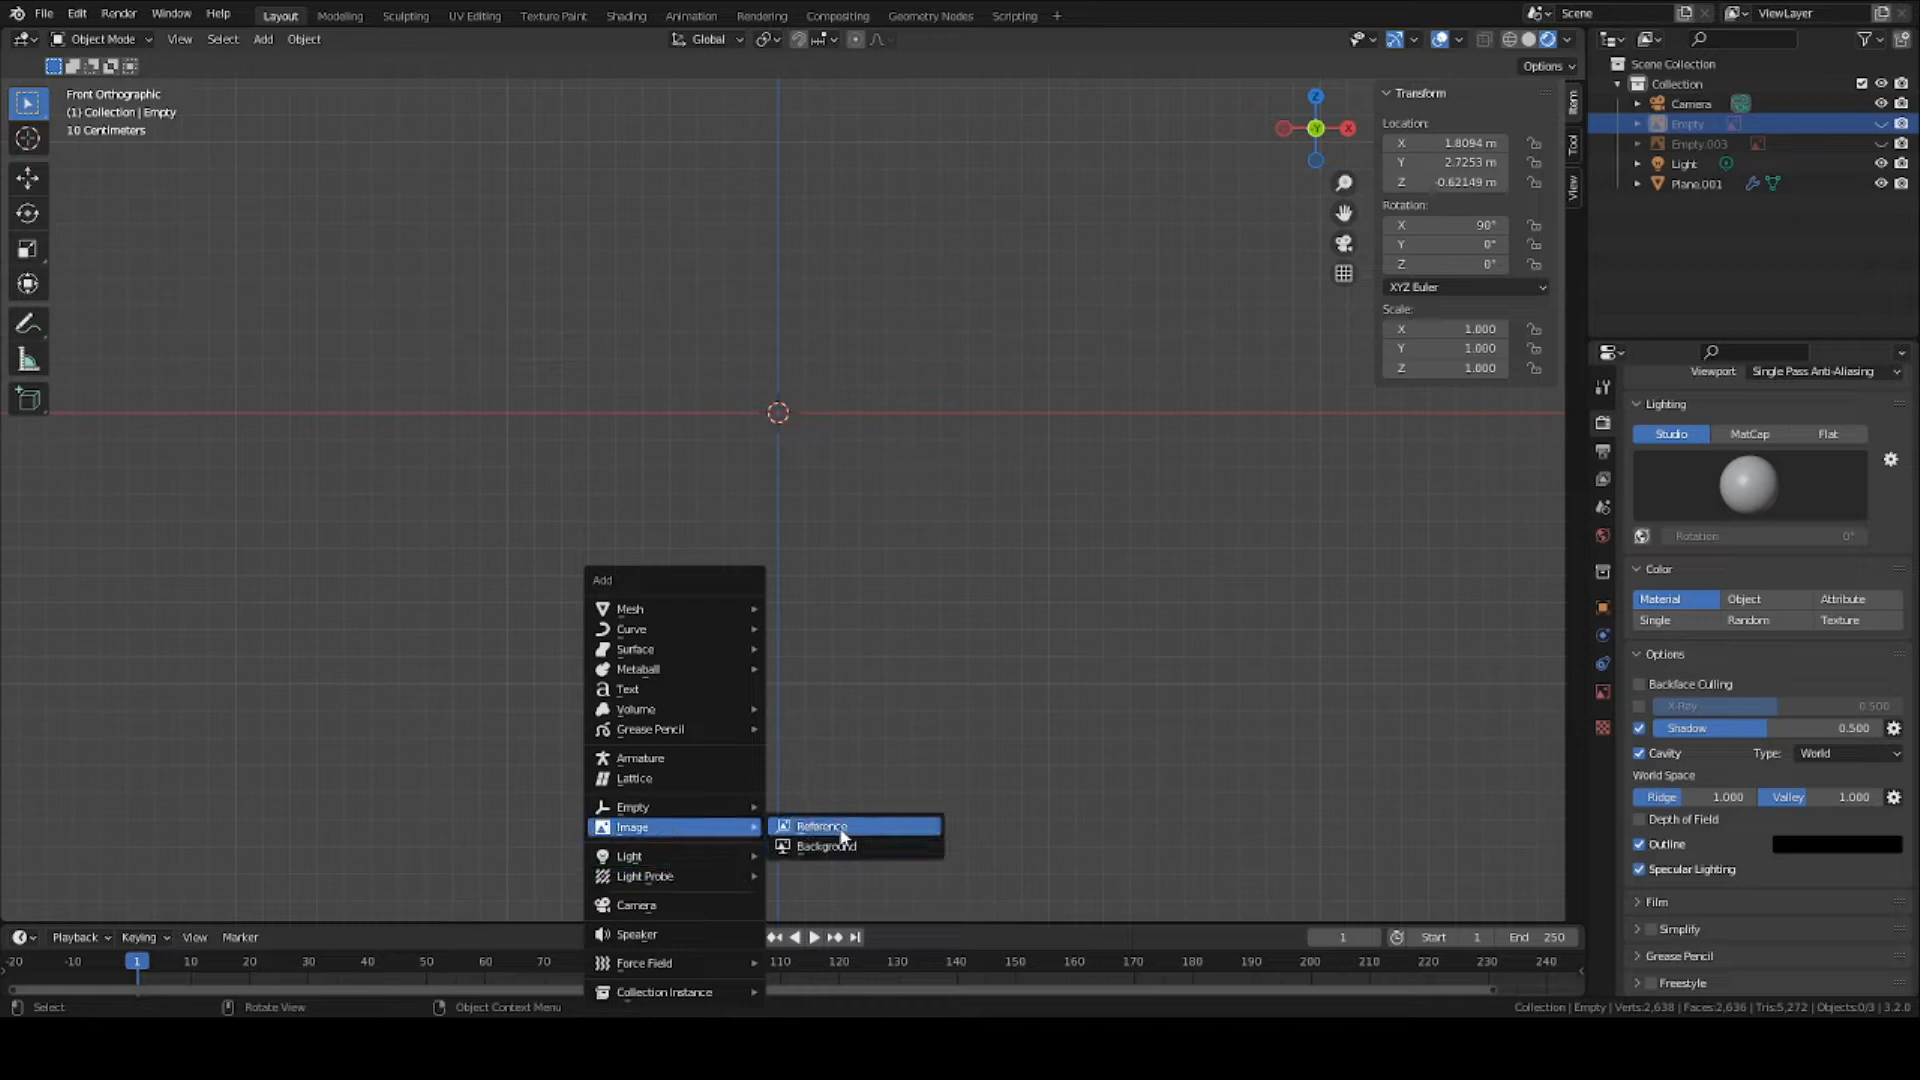 File Edit Render Window Help Layout Modeling Sculpting UV Editing Texture Paint Shading Animation Rendering Compositing Geometry Nodes Scripting + Scene ViewLayer
Object Mode View Select Add Object Global
Options
Front Orthographic
(1) Collection | Empty
10 Centimeters
Z
X
Y
Transform
Location:
X 1.8094 m
Y 2.7253 m
Z -0.62149 m
Rotation:
X 90°
Y 0°
Z 0°
XYZ Euler
Scale:
X 1.000
Y 1.000
Z 1.000
Item
Tool
View
Scene Collection
Collection
Camera
Empty
Empty.003
Light
Plane.001
Viewport Single Pass Anti-Aliasing
Lighting
Studio MatCap Flat
Rotation 0°
Color
Material Object Attribute
Single Random Texture
Options
Backface Culling
X-Ray 0.500
Shadow 0.500
Cavity Type: World
World Space
Ridge 1.000 Valley 1.000
Depth of Field
Outline
Specular Lighting
Film
Simplify
Grease Pencil
Freestyle
Add
Mesh
Curve
Surface
Metaball
Text
Volume
Grease Pencil
Armature
Lattice
Empty
Image
Light
Light Probe
Camera
Speaker
Force Field
Collection Instance
Reference
Background
Playback Keying View Marker 1 Start 1 End 250
-20 -10 1 10 20 30 40 50 60 70 110 120 130 140 150 160 170 180 190 200 210 220 230 240
Select Rotate View Object Context Menu Collection | Empty | Verts:2,638 | Faces:2,636 | Tris:5,272 | Objects:0/3 | 3.2.0